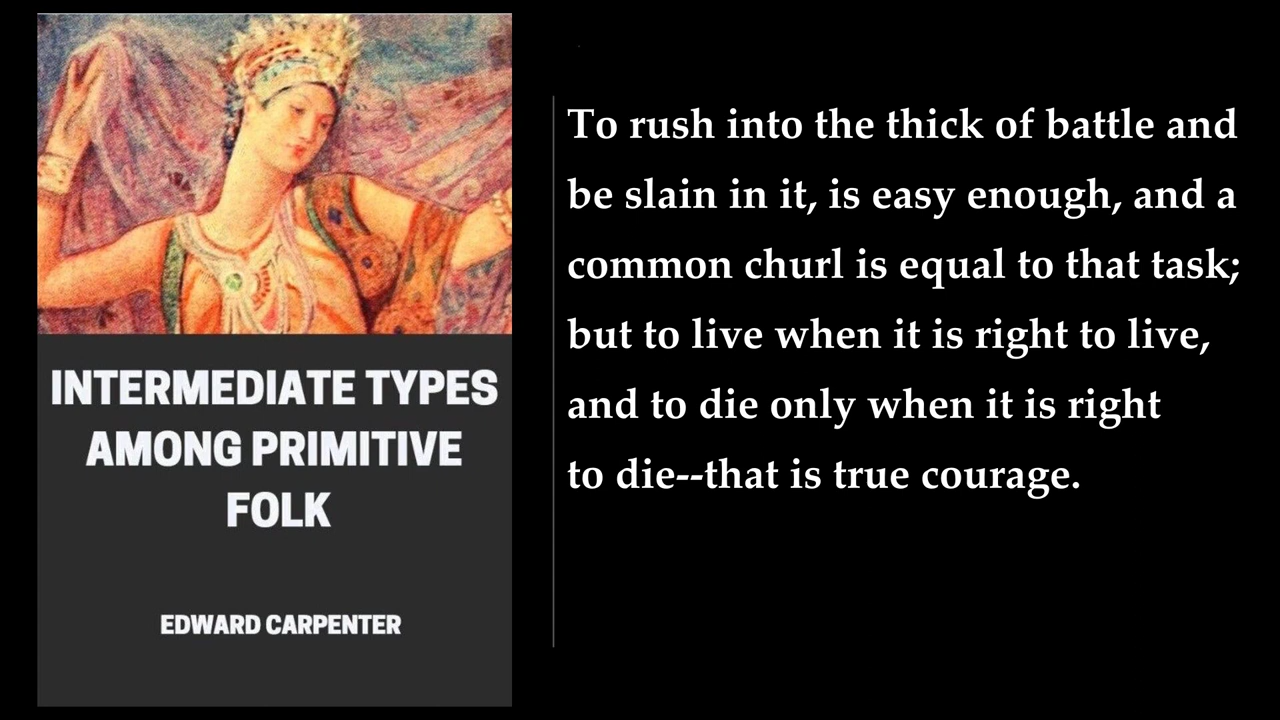 INTERMEDIATE TYPES
AMONG PRIMITIVE
FOLK
EDWARD CARPENTER
To rush into the thick of battle and
be slain in it, is easy enough, and a
common churl is equal to that task;
but to live when it is right to live,
and to die only when it is right
to die--that is true courage.